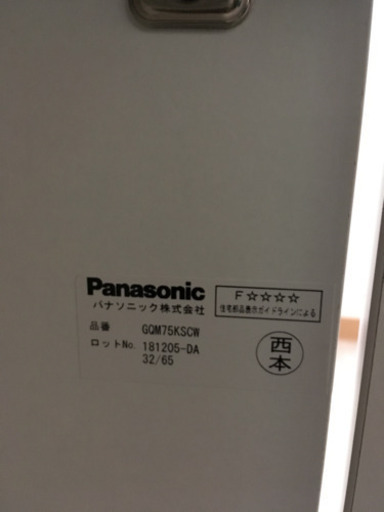 Panasonic
パナソニック株式会社
F☆☆☆☆
住宅部品表示ガイドラインによる
品番 GQM75KSCW
ロットNo. 181205-DA
32/65
西
本